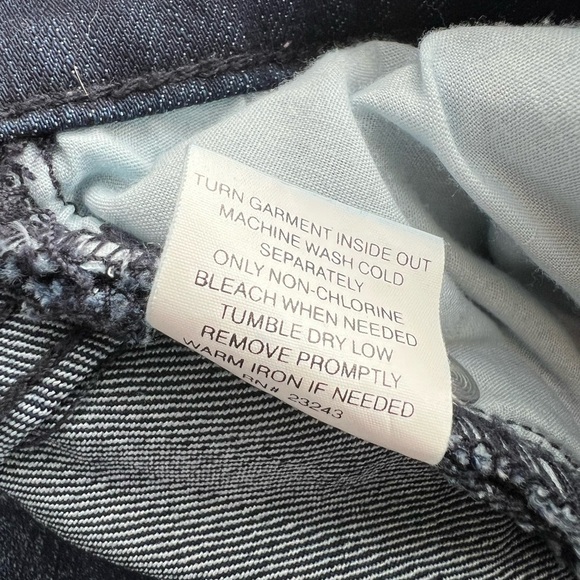 TURN GARMENT INSIDE OUT
MACHINE WASH COLD
SEPARATELY
ONLY NON-CHLORINE
BLEACH WHEN NEEDED
TUMBLE DRY LOW
REMOVE PROMPTLY
WARM IRON IF NEEDED
RN# 23243